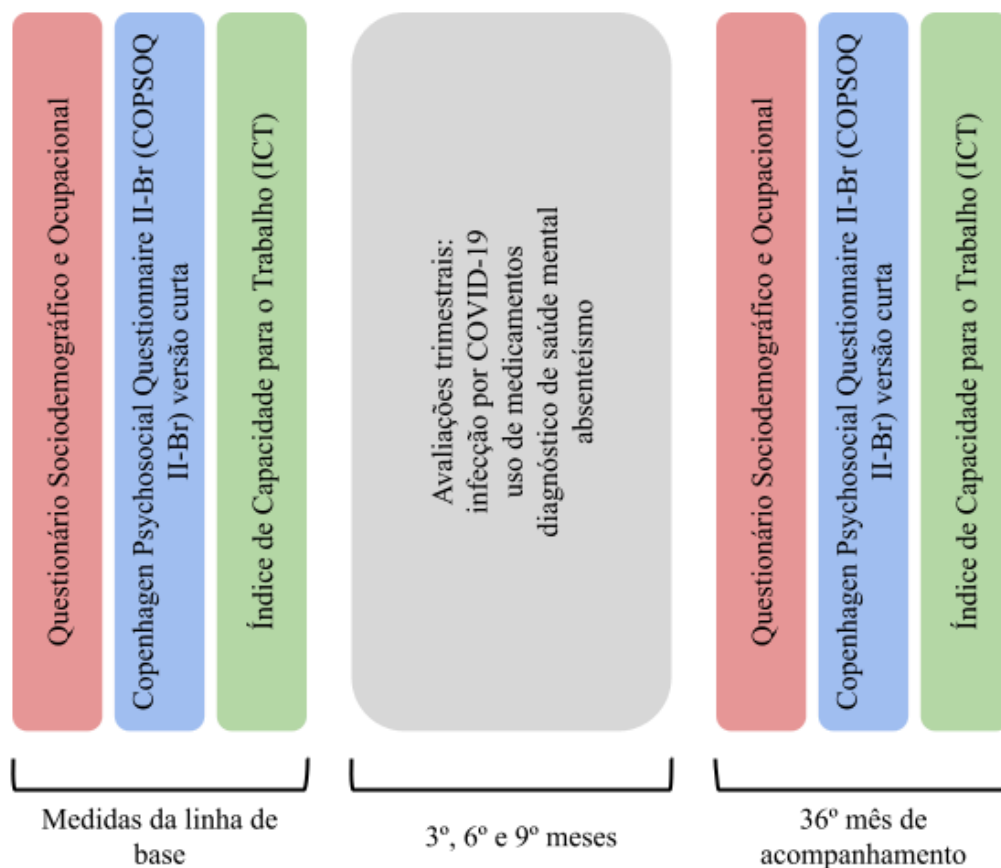 Questionário Sociodemográfico e Ocupacional
Copenhagen Psychosocial Questionnaire II-Br (COPSOQ
II-Br) versão curta
Índice de Capacidade para o Trabalho (ICT)
Avaliações trimestrais:
infecção por COVID-19
uso de medicamentos
diagnóstico de saúde mental
absenteísmo
Questionário Sociodemográfico e Ocupacional
Copenhagen Psychosocial Questionnaire II-Br (COPSOQ
II-Br) versão curta
Índice de Capacidade para o Trabalho (ICT)
Medidas da linha de
base
3º, 6º e 9º meses
36º mês de
acompanhamento